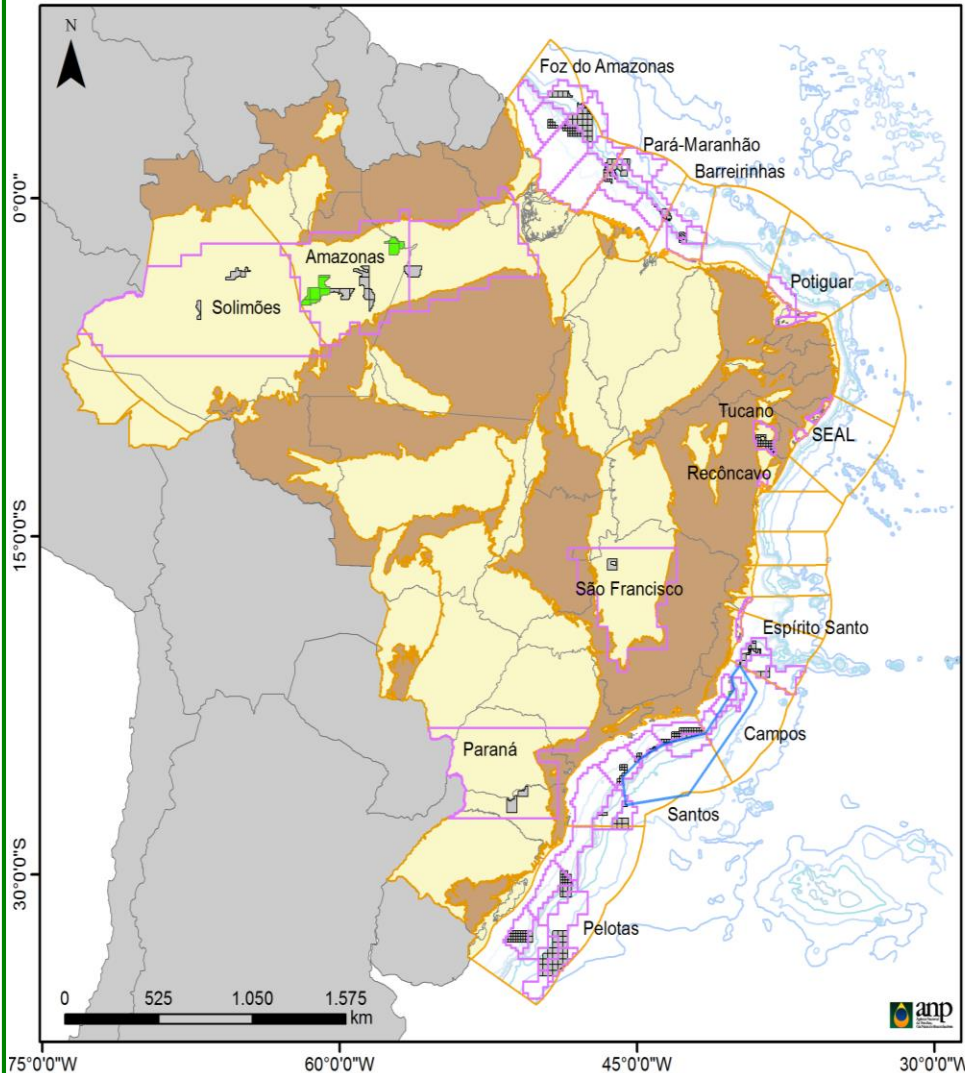 N
Foz do Amazonas
Pará-Maranhão
Barreirinhas
0°0'0"
Amazonas
Potiguar
Solimões
Tucano
SEAL
Recôncavo
15°0'0"S
São Francisco
Espírito Santo
Campos
Paraná
Santos
30°0'0"S
Pelotas
0 525 1.050 1.575
km
anp
75°0'0"W 60°0'0"W 45°0'0"W 30°0'0"W